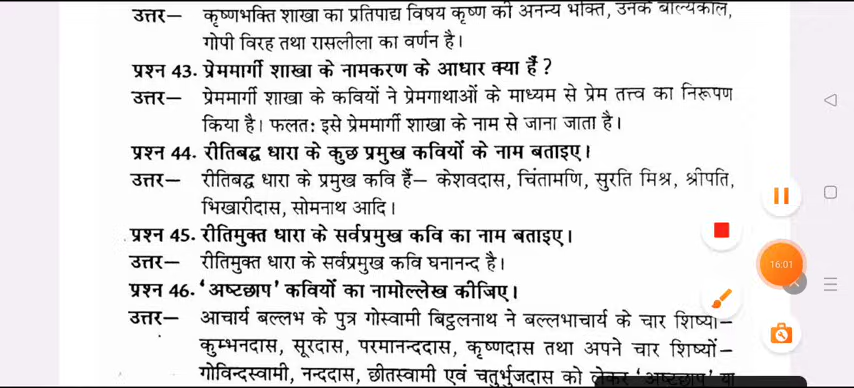 उत्तर— कृष्णभक्ति शाखा का प्रतिपाद्य विषय कृष्ण की अनन्य भक्ति, उनके बाल्यकाल,
गोपी विरह तथा रासलीला का वर्णन है।
प्रश्न 43. प्रेममार्गी शाखा के नामकरण के आधार क्या हैं ?
उत्तर— प्रेममार्गी शाखा के कवियों ने प्रेमगाथाओं के माध्यम से प्रेम तत्त्व का निरूपण
किया है। फलत: इसे प्रेममार्गी शाखा के नाम से जाना जाता है।
प्रश्न 44. रीतिबद्ध धारा के कुछ प्रमुख कवियों के नाम बताइए।
उत्तर— रीतिबद्ध धारा के प्रमुख कवि हैं— केशवदास, चिंतामणि, सुरति मिश्र, श्रीपति,
भिखारीदास, सोमनाथ आदि।
प्रश्न 45. रीतिमुक्त धारा के सर्वप्रमुख कवि का नाम बताइए।
उत्तर— रीतिमुक्त धारा के सर्वप्रमुख कवि घनानन्द है।
प्रश्न 46. 'अष्टछाप' कवियों का नामोल्लेख कीजिए।
उत्तर— आचार्य बल्लभ के पुत्र गोस्वामी बिट्ठलनाथ ने बल्लभाचार्य के चार शिष्यों—
कुम्भनदास, सूरदास, परमानन्ददास, कृष्णदास तथा अपने चार शिष्यों—
गोविन्दस्वामी, नन्ददास, छीतस्वामी एवं चतुर्भुजदास को लेकर 'अष्टछाप'
16:01